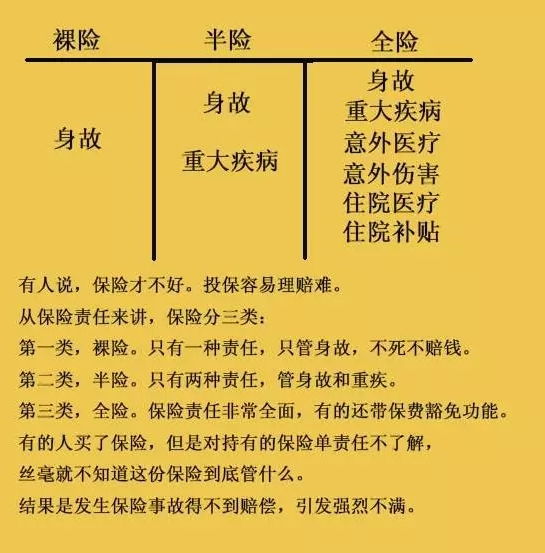 裸险 半险 全险
身故
身故
重大疾病
身故
重大疾病
意外医疗
意外伤害
住院医疗
住院补贴
有人说，保险才不好。投保容易理赔难。
从保险责任来讲，保险分三类：
第一类，裸险。只有一种责任，只管身故，不死不赔钱。
第二类，半险。只有两种责任，管身故和重疾。
第三类，全险。保险责任非常全面，有的还带保费豁免功能。
有的人买了保险，但是对持有的保险单责任不了解，
丝毫就不知道这份保险到底管什么。
结果是发生保险事故得不到赔偿，引发强烈不满。